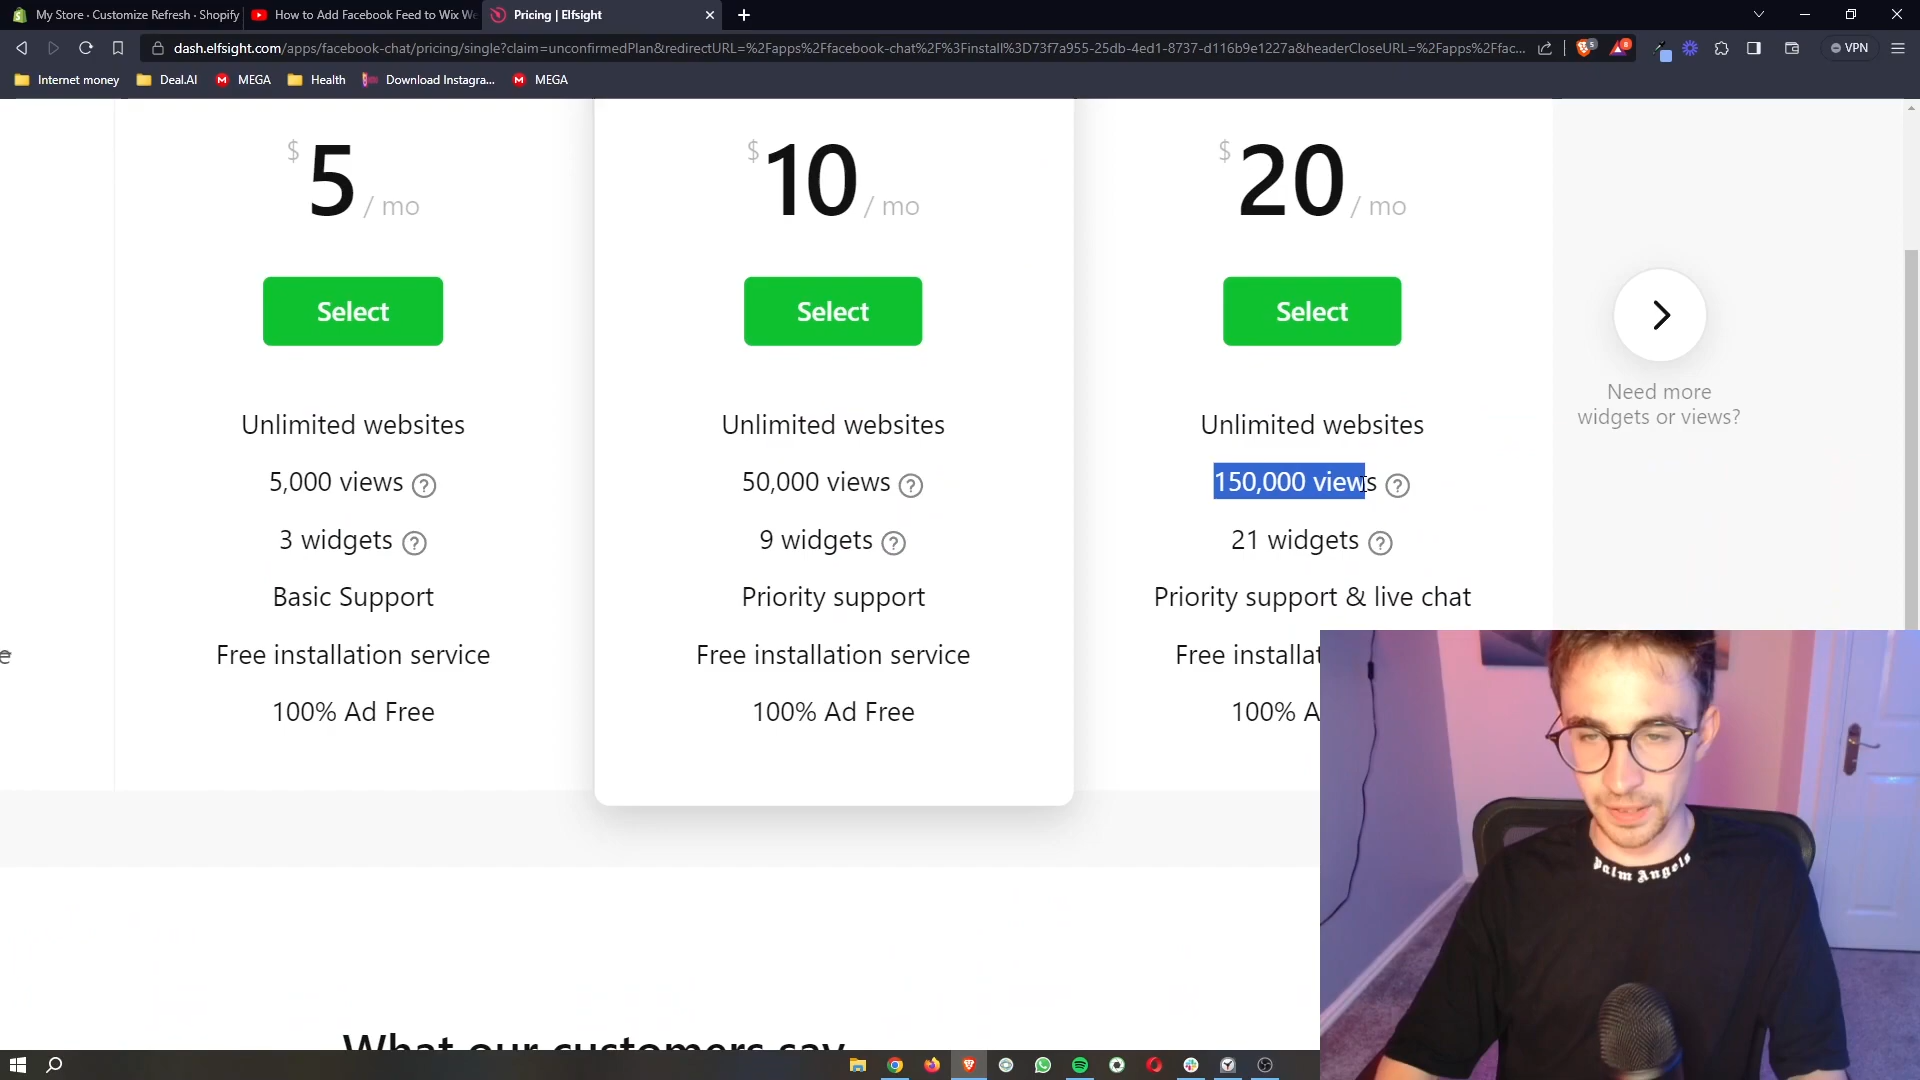 My Store · Customize Refresh · Shopify
How to Add Facebook Feed to Wix We
Pricing | Elfsight
dash.elfsight.com/apps/facebook-chat/pricing/single?claim=unconfirmedPlan&redirectURL=%2Fapps%2Ffacebook-chat%2F%3Finstall%3D73f7a955-25db-4ed1-8737-d116b9e1227a&headerCloseURL=%2Fapps%2Ffac...
VPN
Internet money
Deal.AI
MEGA
Health
Download Instagra...
MEGA
$5 / mo
$10 / mo
$20 / mo
Select
Select
Select
Need more
widgets or views?
Unlimited websites
Unlimited websites
Unlimited websites
5,000 views ?
50,000 views ?
150,000 views ?
3 widgets ?
9 widgets ?
21 widgets ?
Basic Support
Priority support
Priority support & live chat
e
Free installation service
Free installation service
Free installat
100% Ad Free
100% Ad Free
100% A
Palm Angels
What our customers say